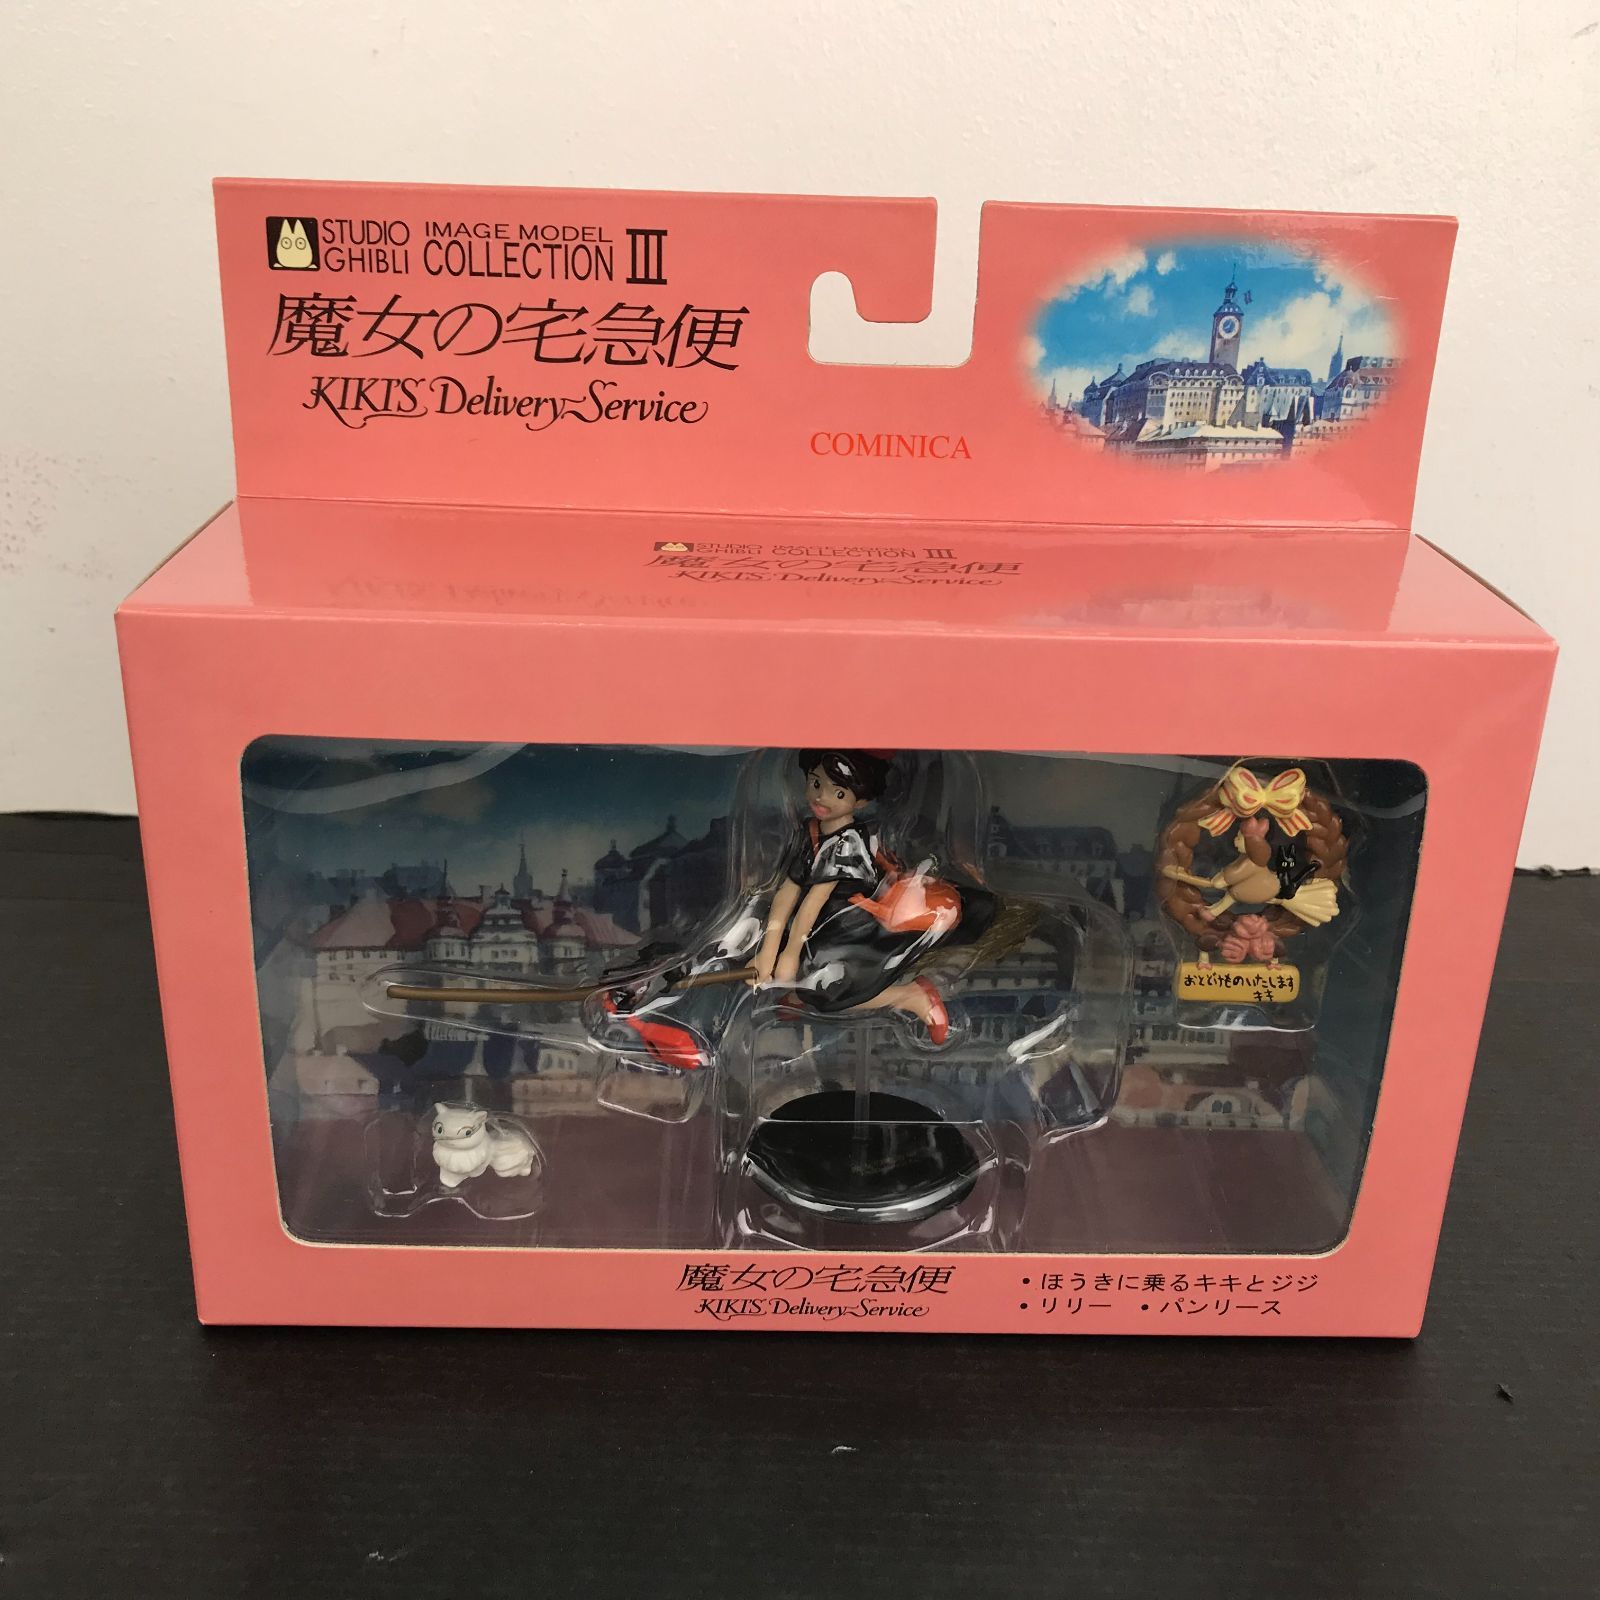 STUDIO GHIBLI IMAGE MODEL COLLECTION III
魔女の宅急便
KIKI'S Delivery Service
COMINICA
STUDIO GHIBLI IMAGE MODEL COLLECTION III
魔女の宅急便
KIKI'S Delivery Service
おとどけものいたします
キキ
魔女の宅急便
KIKI'S Delivery Service
・ほうきに乗るキキとジジ
・リリー ・パンリース